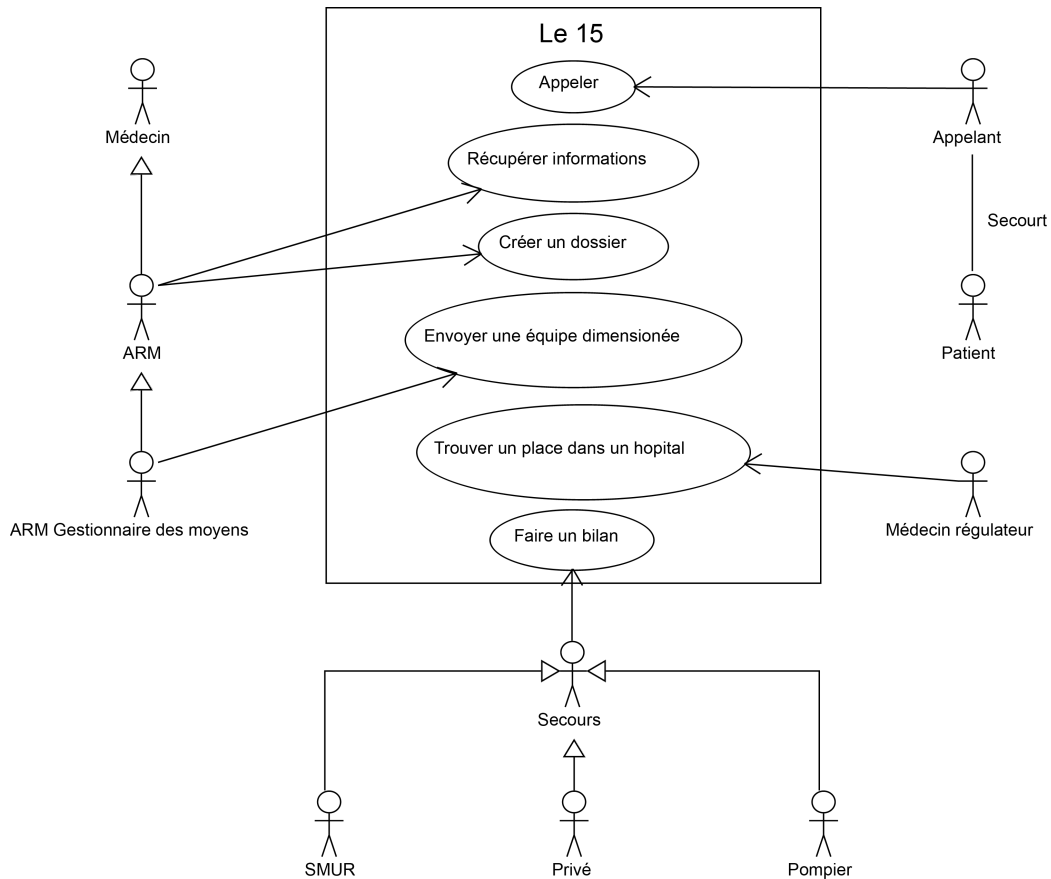 Le 15
Appeler
Médecin
Appelant
Récupérer informations
Secourt
Créer un dossier
Envoyer une équipe dimensionée
ARM
Patient
Trouver un place dans un hopital
ARM Gestionnaire des moyens
Médecin régulateur
Faire un bilan
Secours
SMUR
Privé
Pompier